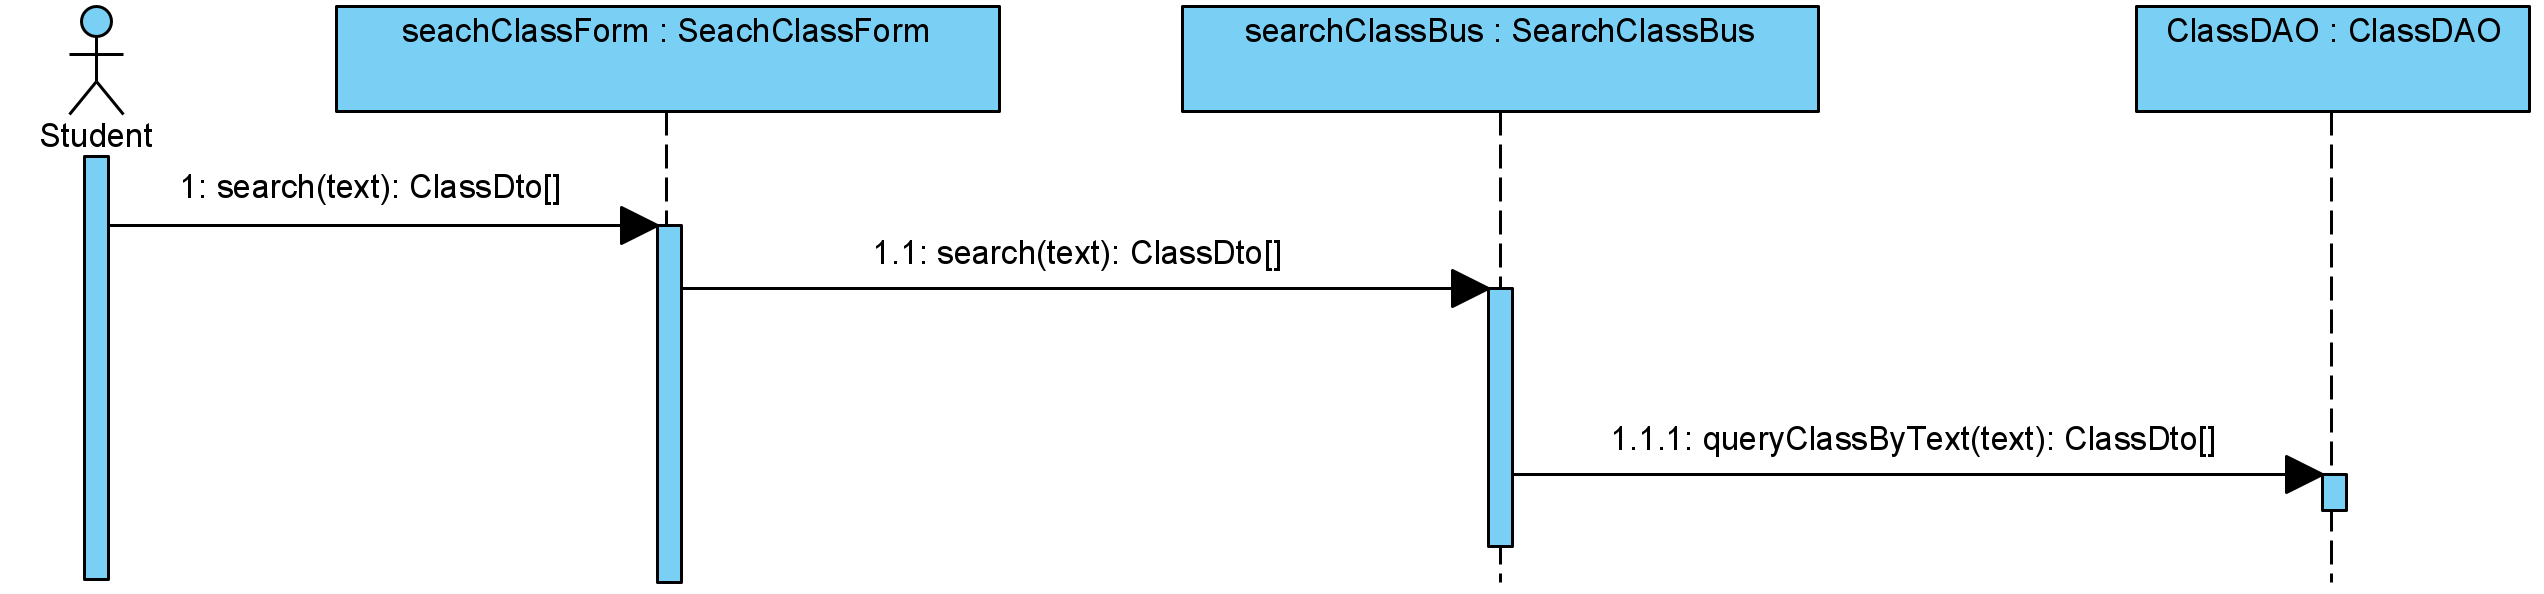 seachClassForm : SeachClassForm
searchClassBus : SearchClassBus
ClassDAO : ClassDAO
Student
1: search(text): ClassDto[]
1.1: search(text): ClassDto[]
1.1.1: queryClassByText(text): ClassDto[]